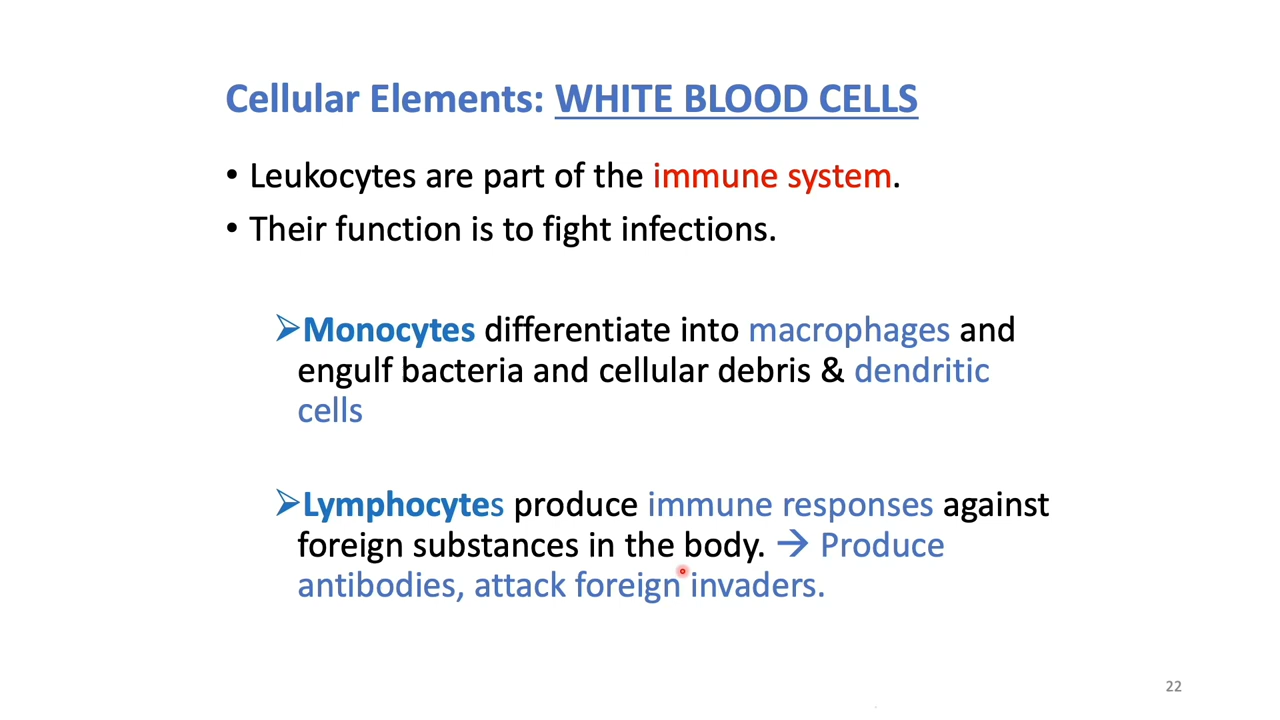 Cellular Elements: WHITE BLOOD CELLS
• Leukocytes are part of the immune system.
• Their function is to fight infections.
➢Monocytes differentiate into macrophages and
engulf bacteria and cellular debris & dendritic
cells
➢Lymphocytes produce immune responses against
foreign substances in the body. → Produce
antibodies, attack foreign invaders.
22